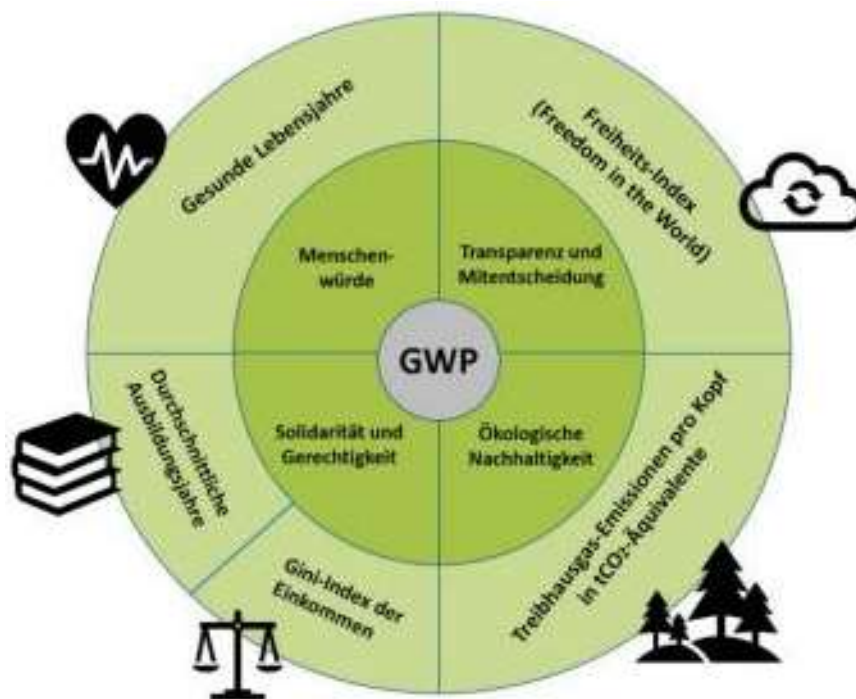 Gesunde Lebensjahre
Freiheits-Index
(Freedom in the World)
Menschen-
würde
Transparenz und
Mitentscheidung
GWP
Solidarität und
Gerechtigkeit
Ökologische
Nachhaltigkeit
Durchschnittliche
Ausbildungsjahre
Gini-Index der
Einkommen
Treibhausgas-Emissionen pro Kopf
in tCO₂-Äquivalente